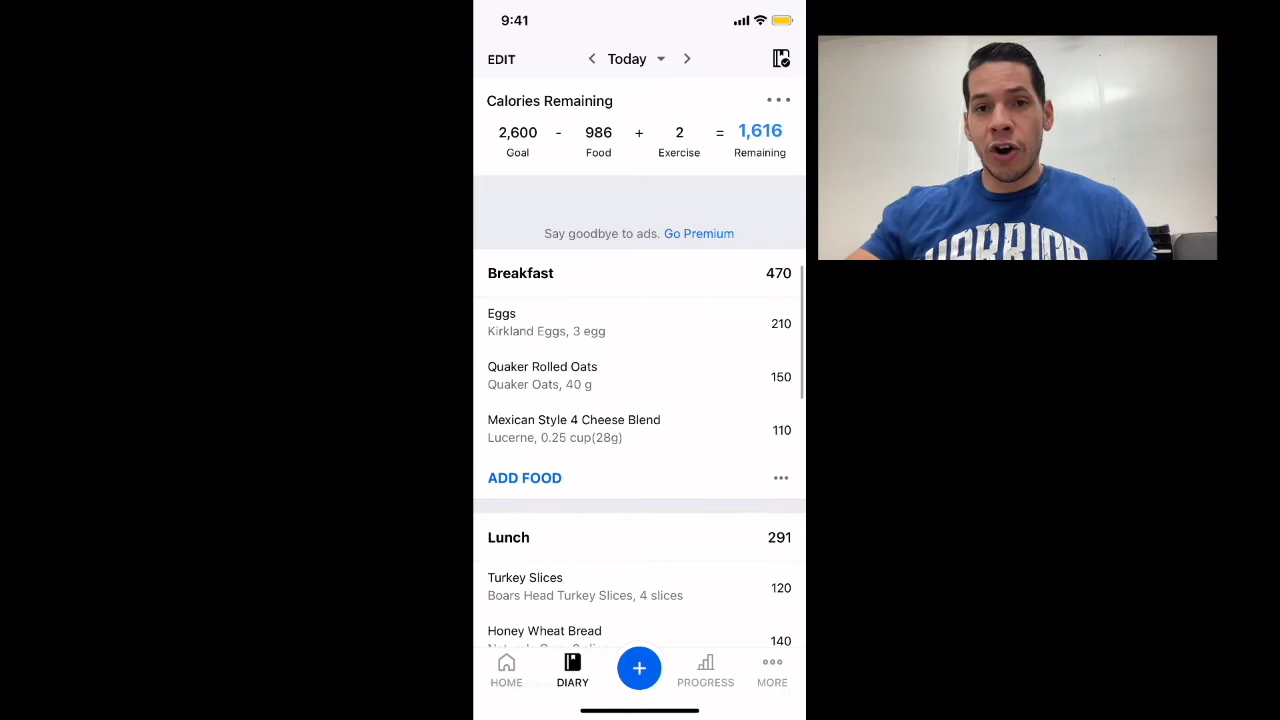 9:41
EDIT
Today
Calories Remaining
2,600 - 986 + 2 = 1,616
Goal Food Exercise Remaining
Say goodbye to ads. Go Premium
Breakfast 470
Eggs
Kirkland Eggs, 3 egg
210
Quaker Rolled Oats
Quaker Oats, 40 g
150
Mexican Style 4 Cheese Blend
Lucerne, 0.25 cup(28g)
110
ADD FOOD
Lunch 291
Turkey Slices
Boars Head Turkey Slices, 4 slices
120
Honey Wheat Bread
140
HOME DIARY PROGRESS MORE
WARRIOR